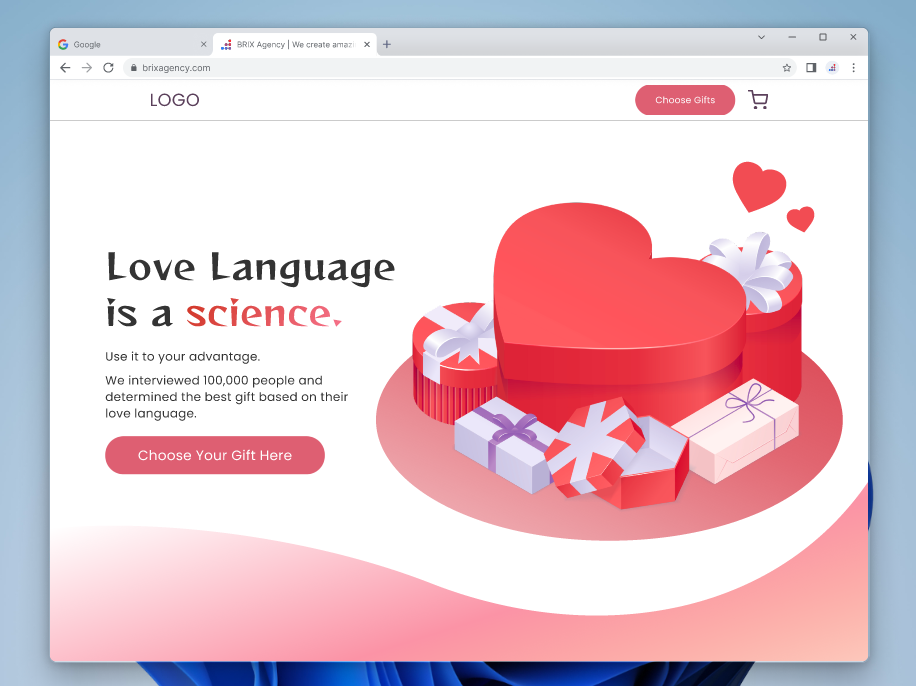 Google
BRIX Agency | We create amazi
brixagency.com
LOGO
Choose Gifts
Love Language
is a science.
Use it to your advantage.
We interviewed 100,000 people and
determined the best gift based on their
love language.
Choose Your Gift Here